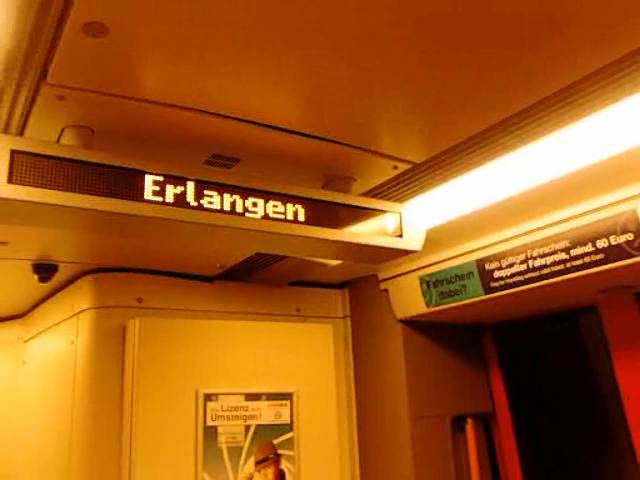 Erlangen
Fahrschein
dabei?
Kein gültiger Fahrschein:
doppelter Fahrpreis, mind. 60 Euro
Lizenz
Umsteigen!